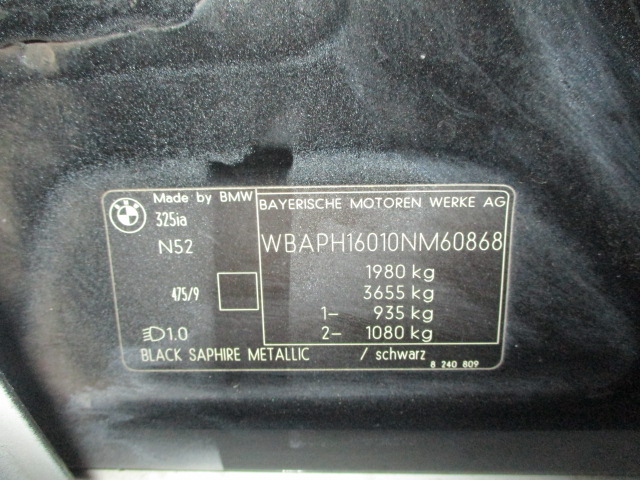 Made by BMW
BMW
325ia
N52
475/9
1.0
BAYERISCHE MOTOREN WERKE AG
WBAPH16010NM60868
1980 kg
3655 kg
1- 935 kg
2- 1080 kg
BLACK SAPHIRE METALLIC / schwarz
8 240 809